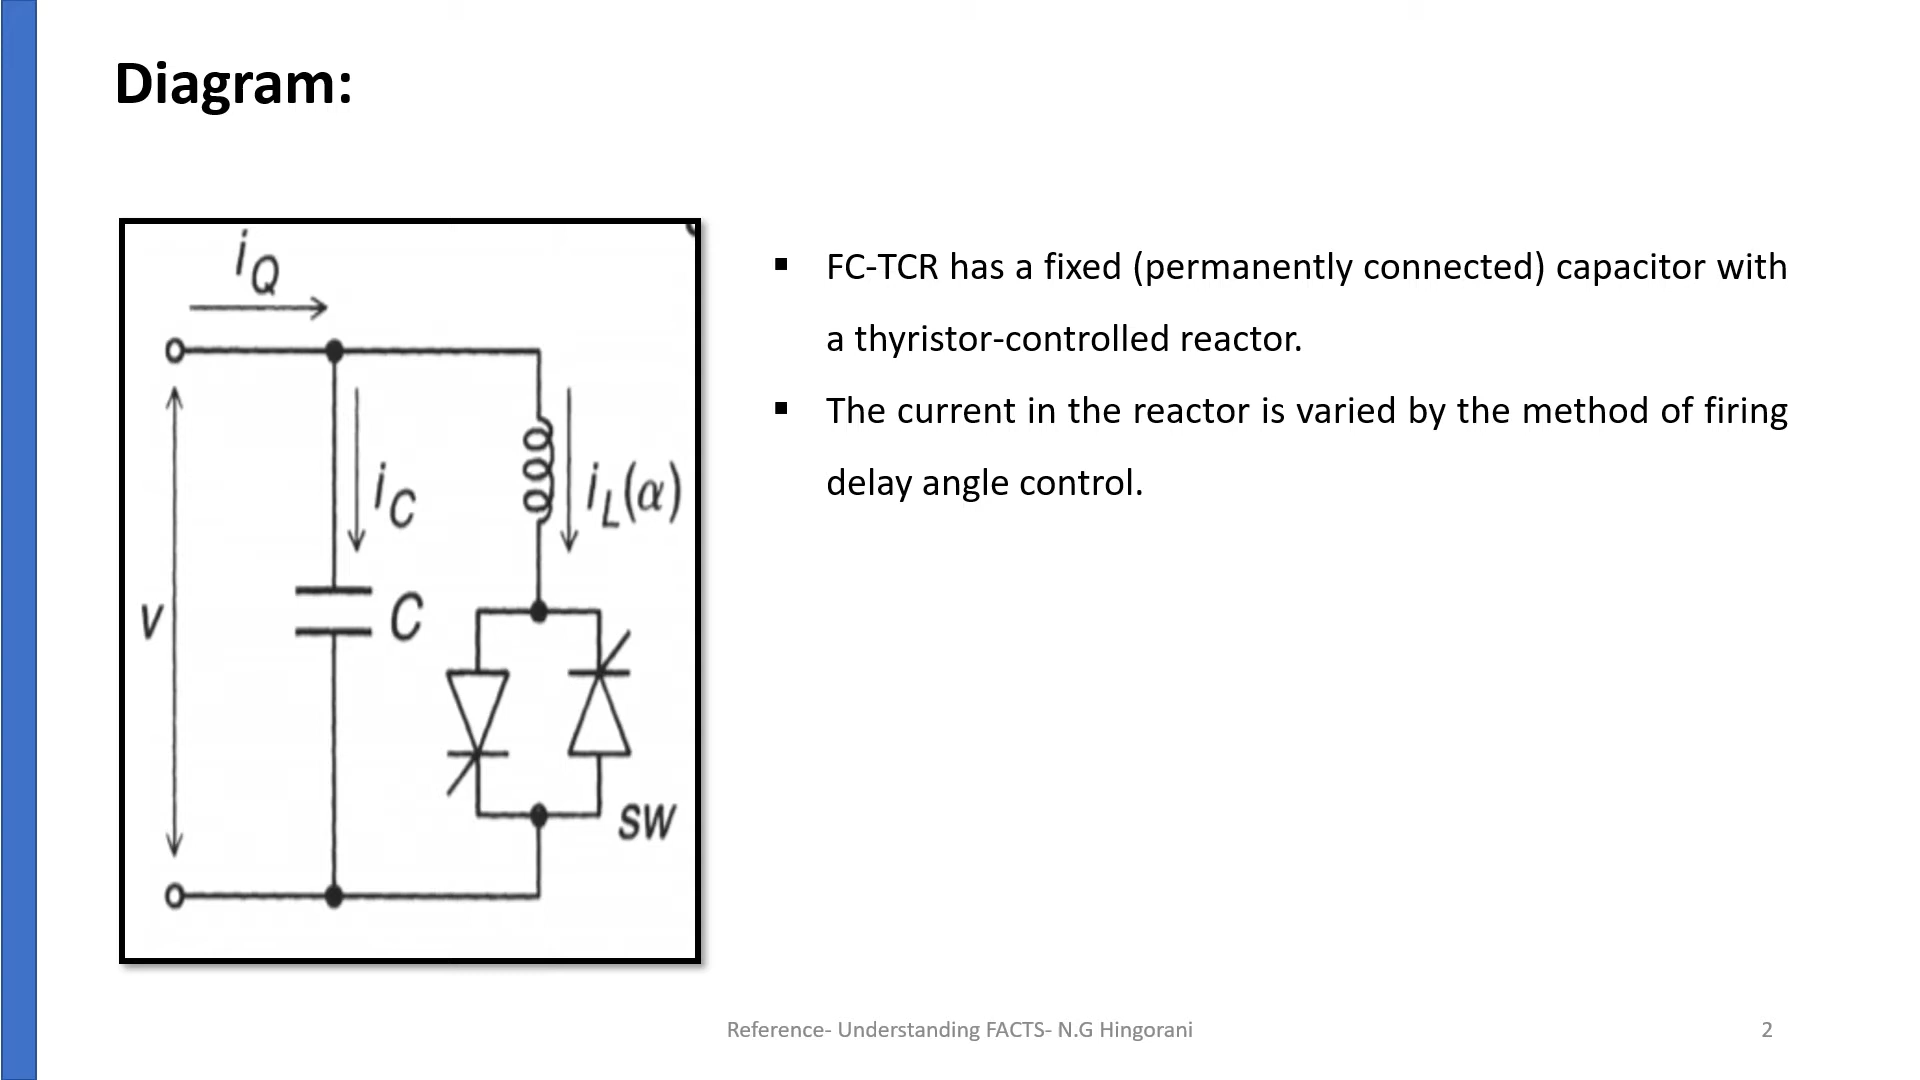 Diagram:
iQ
iC
iL(α)
v
C
sw
▪ FC-TCR has a fixed (permanently connected) capacitor with
a thyristor-controlled reactor.
▪ The current in the reactor is varied by the method of firing
delay angle control.
Reference- Understanding FACTS- N.G Hingorani
2